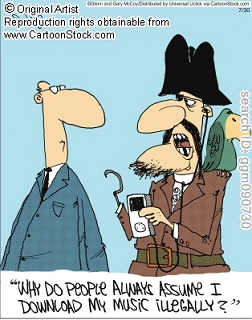 © Original Artist
Reproduction rights obtainable from
www.CartoonStock.com
©Glenn and Gary McCoy/Distributed by Universal Uclick via CartoonStock.com
7/30
search ID: ggm090730
"WHY DO PEOPLE ALWAYS ASSUME I
DOWNLOAD MY MUSIC ILLEGALLY?"